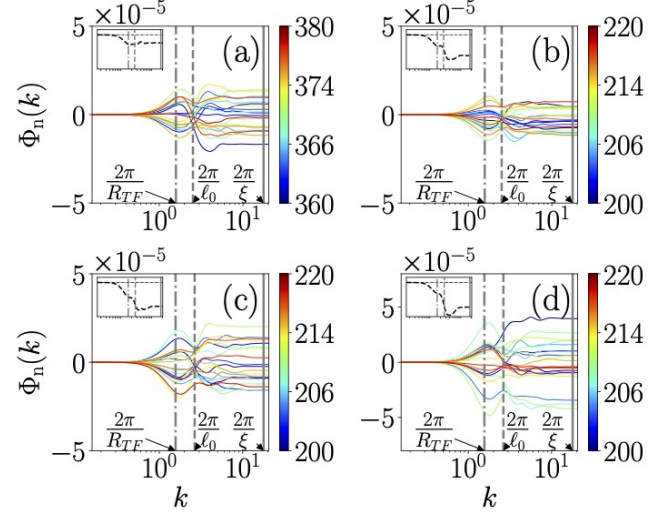 ×10⁻⁵ ×10⁻⁵
5 (a) 380 5 (b) 220
374 214
Φₙ(k) 0 0
366 206
2π/R_TF 2π/ℓ₀ 2π/ξ 2π/R_TF 2π/ℓ₀ 2π/ξ
−5 360 −5 200
10⁰ 10¹ 10⁰ 10¹
×10⁻⁵ ×10⁻⁵
5 (c) 220 (d) 220
5
214 214
Φₙ(k) 0 0
206 206
2π/R_TF 2π/ℓ₀ 2π/ξ −5 2π/R_TF 2π/ℓ₀ 2π/ξ
−5 200 200
10⁰ 10¹ 10⁰ 10¹
k k